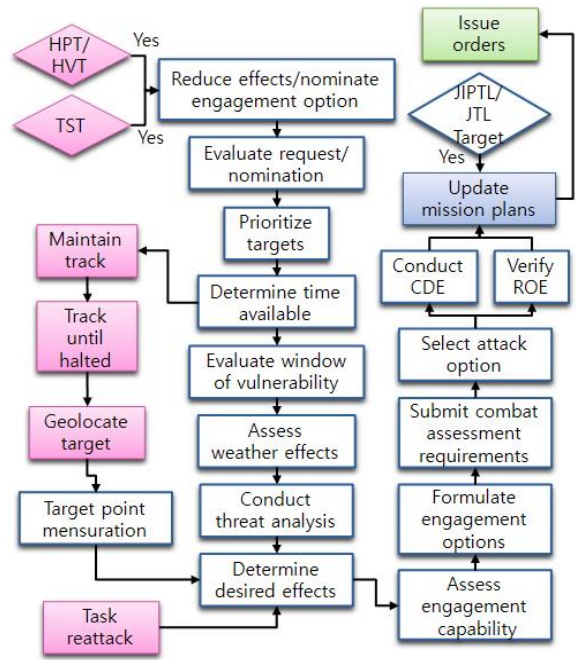 HPT/
HVT
Yes
TST
Yes
Reduce effects/nominate
engagement option
Evaluate request/
nomination
Prioritize
targets
Determine time
available
Maintain
track
Track
until
halted
Geolocate
target
Target point
mensuration
Evaluate window
of vulnerability
Assess
weather effects
Conduct
threat analysis
Determine
desired effects
Task
reattack
Assess
engagement
capability
Formulate
engagement
options
Submit combat
assessment
requirements
Select attack
option
Conduct
CDE
Verify
ROE
Update
mission plans
JIPTL/
JTL
Target
Yes
Issue
orders